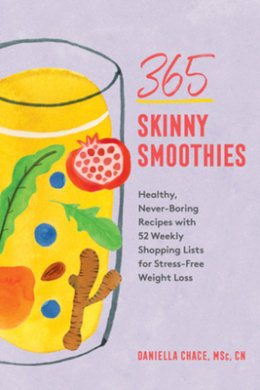 365
SKINNY
SMOOTHIES
Healthy,
Never-Boring
Recipes with
52 Weekly
Shopping Lists
for Stress-Free
Weight Loss
DANIELLA CHACE, MSc, CN